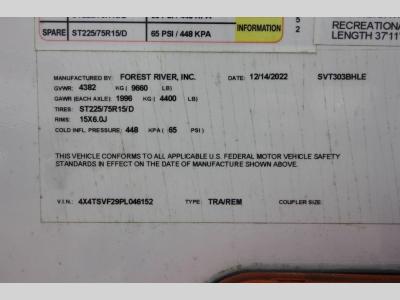 ST225/75R15/D
SPARE ST225/75R15/D 65 PSI / 448 KPA INFORMATION 5 2
RECREATIONAL
LENGTH 37'11"
MANUFACTURED BY: FOREST RIVER, INC. DATE: 12/14/2022 SVT303BHLE
GVWR: 4382 KG ( 9660 LB)
GAWR (EACH AXLE): 1996 KG ( 4400 LB)
TIRES: ST225/75R15/D
RIMS: 15X6.0J
COLD INFL. PRESSURE: 448 KPA ( 65 PSI )
THIS VEHICLE CONFORMS TO ALL APPLICABLE U.S. FEDERAL MOTOR VEHICLE SAFETY
STANDARDS IN EFFECT ON THE DATE OF MANUFACTURE SHOWN ABOVE.
V.I.N.: 4X4TSVF29PL046152 TYPE: TRA/REM COUPLER SIZE: